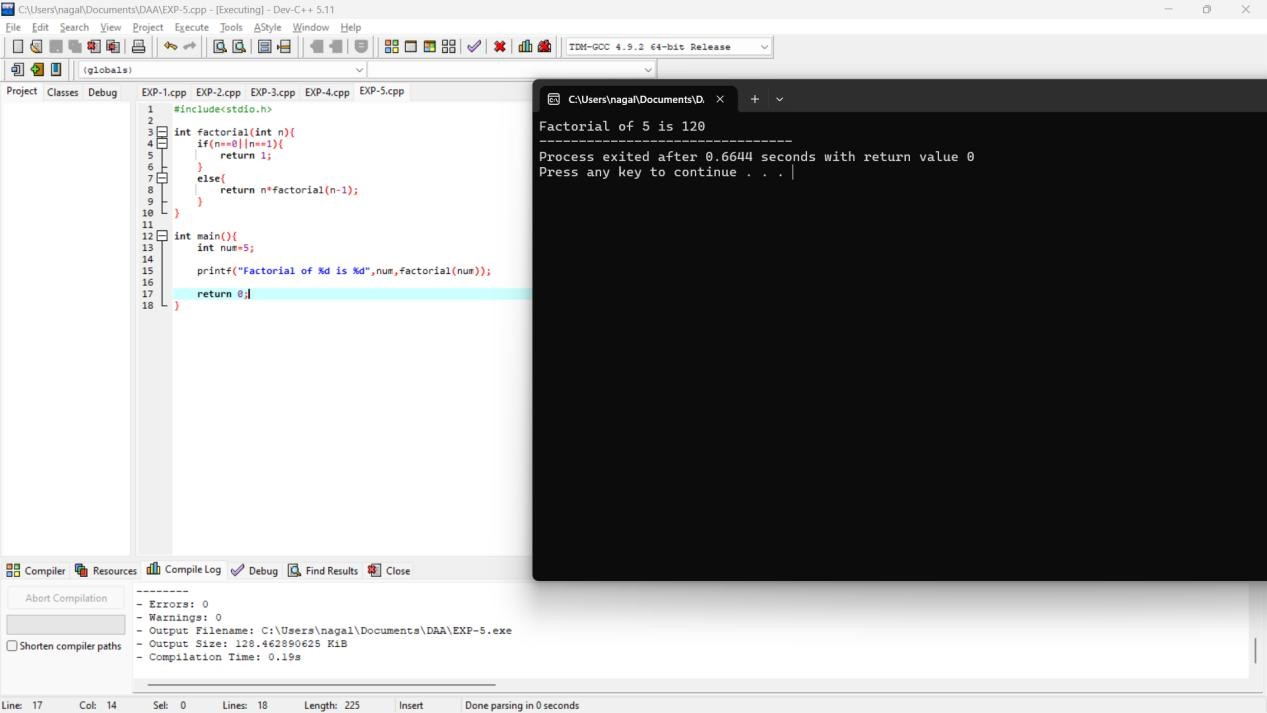 C:\Users\nagal\Documents\DAA\EXP-5.cpp - [Executing] - Dev-C++ 5.11
File Edit Search View Project Execute Tools AStyle Window Help
TDM-GCC 4.9.2 64-bit Release
(globals)
Project Classes Debug
EXP-1.cpp EXP-2.cpp EXP-3.cpp EXP-4.cpp EXP-5.cpp
1 #include<stdio.h>
2
3 int factorial(int n){
4 if(n==0||n==1){
5 return 1;
6 }
7 else{
8 return n*factorial(n-1);
9 }
10 }
11
12 int main(){
13 int num=5;
14
15 printf("Factorial of %d is %d",num,factorial(num));
16
17 return 0;
18 }
C:\Users\nagal\Documents\D.
Factorial of 5 is 120
--------------------------------
Process exited after 0.6644 seconds with return value 0
Press any key to continue . . .
Compiler Resources Compile Log Debug Find Results Close
Abort Compilation
Shorten compiler paths
--------
- Errors: 0
- Warnings: 0
- Output Filename: C:\Users\nagal\Documents\DAA\EXP-5.exe
- Output Size: 128.462890625 KiB
- Compilation Time: 0.19s
Line: 17 Col: 14 Sel: 0 Lines: 18 Length: 225 Insert Done parsing in 0 seconds